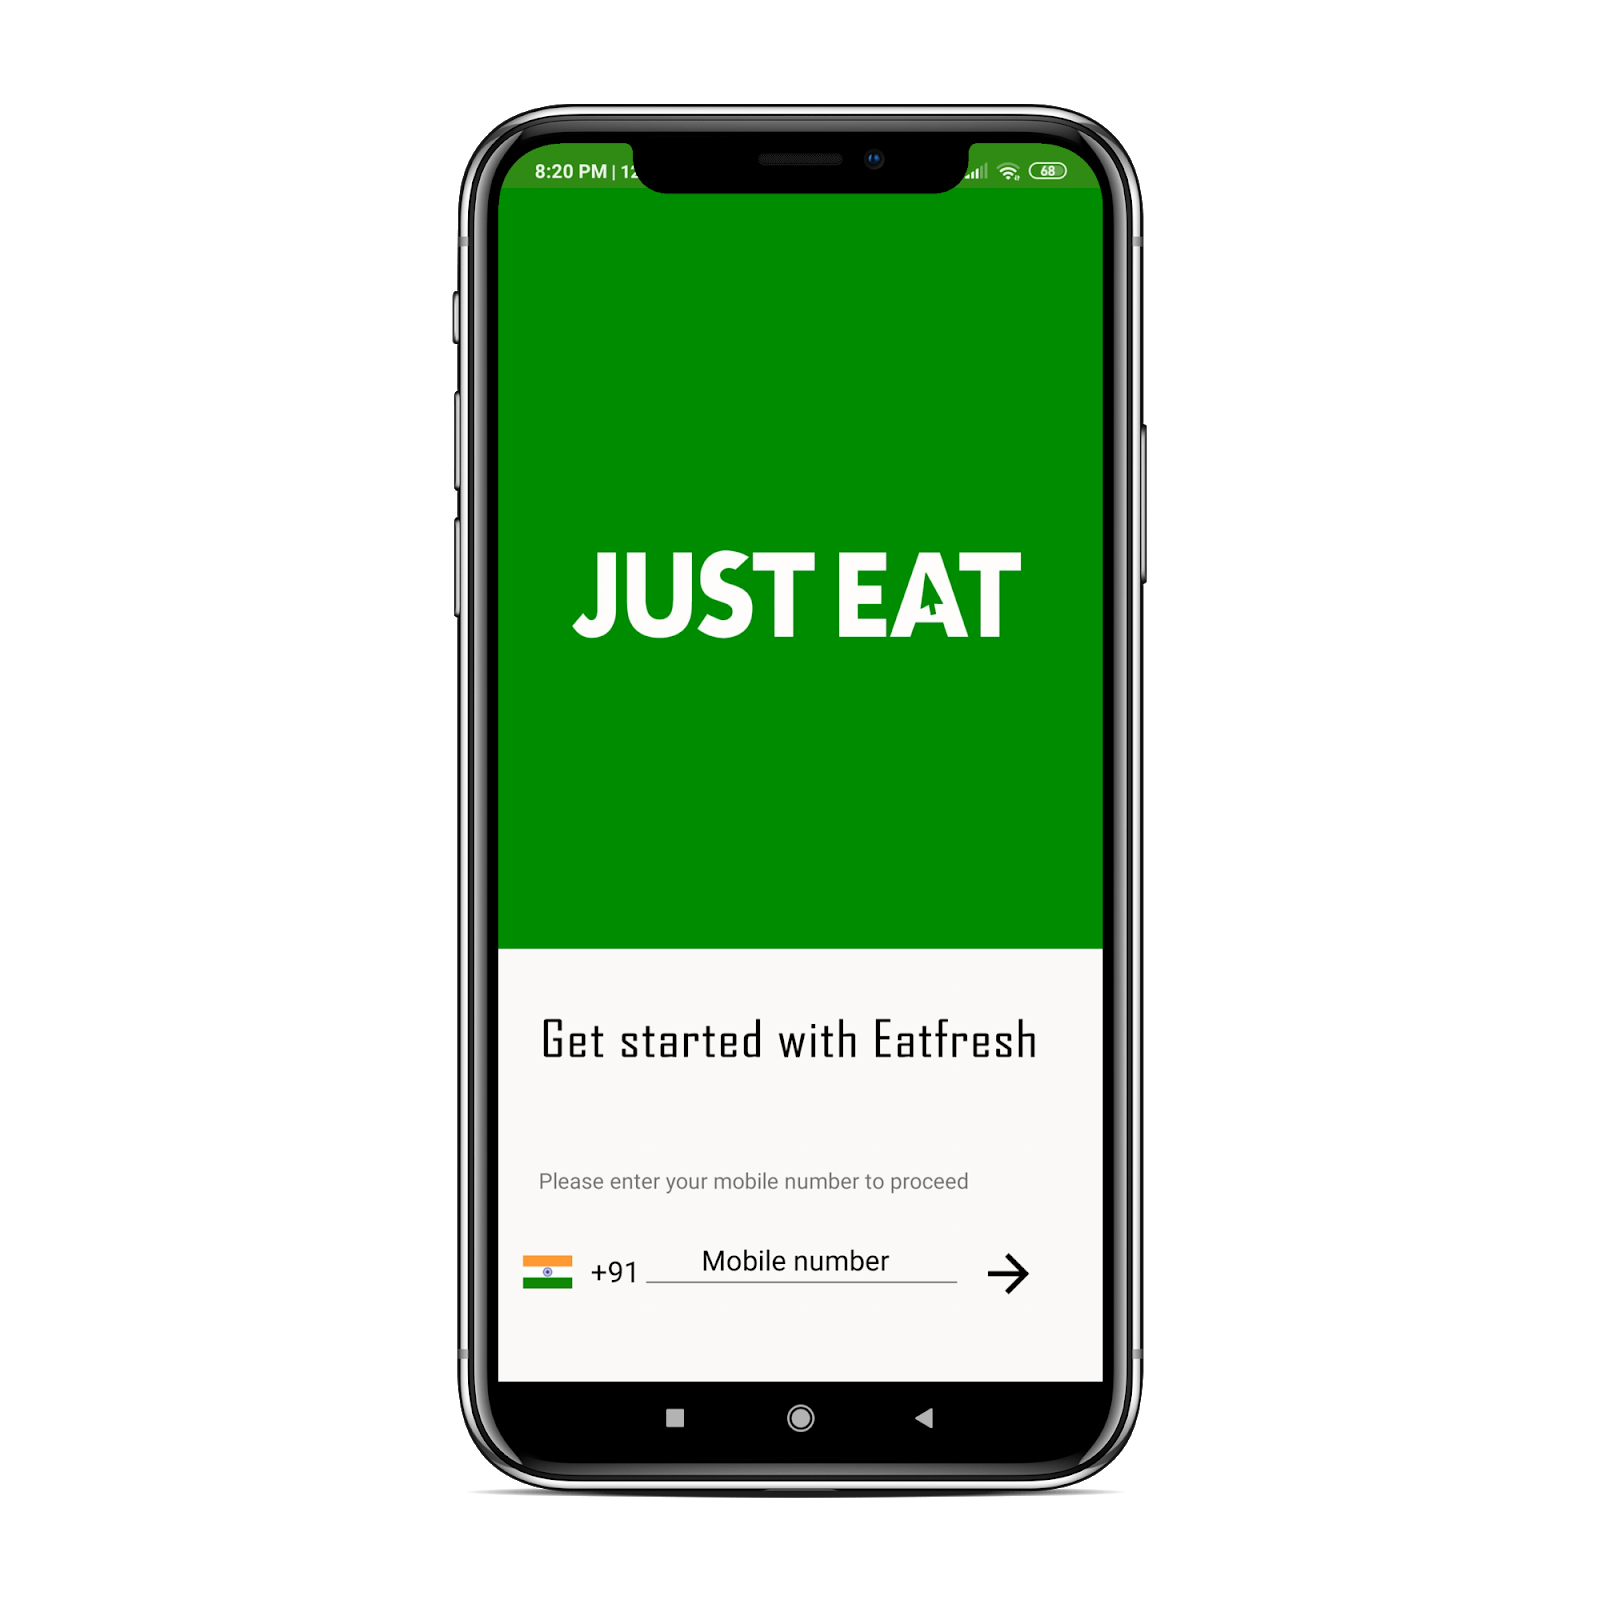 8:20 PM | 12
68
JUST EAT
Get started with Eatfresh
Please enter your mobile number to proceed
+91 Mobile number